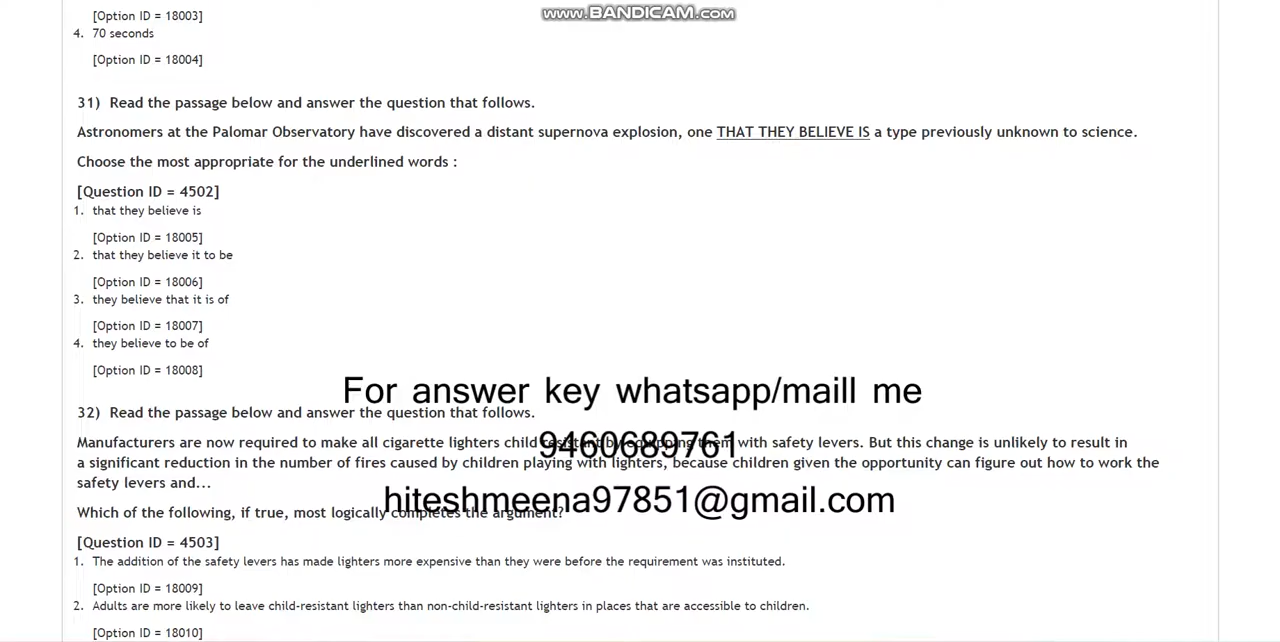 www.BANDICAM.com
[Option ID = 18003]
4. 70 seconds
[Option ID = 18004]
31) Read the passage below and answer the question that follows.
Astronomers at the Palomar Observatory have discovered a distant supernova explosion, one THAT THEY BELIEVE IS a type previously unknown to science.
Choose the most appropriate for the underlined words :
[Question ID = 4502]
1. that they believe is
[Option ID = 18005]
2. that they believe it to be
[Option ID = 18006]
3. they believe that it is of
[Option ID = 18007]
4. they believe to be of
[Option ID = 18008]
For answer key whatsapp/maill me
32) Read the passage below and answer the question that follows.
Manufacturers are now required to make all cigarette lighters child resistant by equipping them with safety levers. But this change is unlikely to result in
9460689761
a significant reduction in the number of fires caused by children playing with lighters, because children given the opportunity can figure out how to work the
safety levers and...
hiteshmeena97851@gmail.com
Which of the following, if true, most logically completes the argument?
[Question ID = 4503]
1. The addition of the safety levers has made lighters more expensive than they were before the requirement was instituted.
[Option ID = 18009]
2. Adults are more likely to leave child-resistant lighters than non-child-resistant lighters in places that are accessible to children.
[Option ID = 18010]